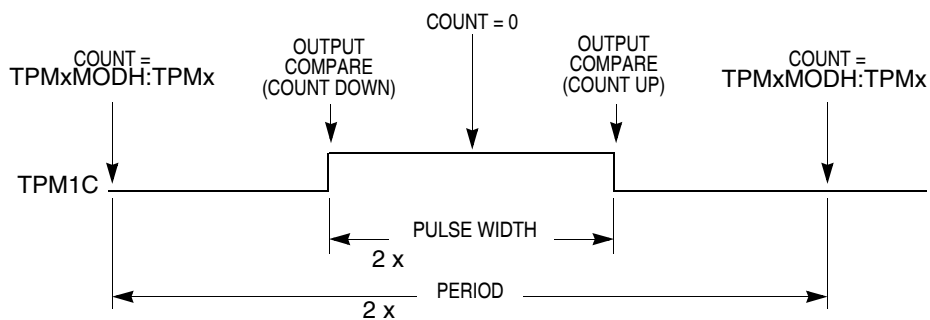 COUNT = 0
COUNT =
TPMxMODH:TPMx
OUTPUT
COMPARE
(COUNT DOWN)
OUTPUT
COMPARE
(COUNT UP)
COUNT =
TPMxMODH:TPMx
TPM1C
PULSE WIDTH
2 x
PERIOD
2 x